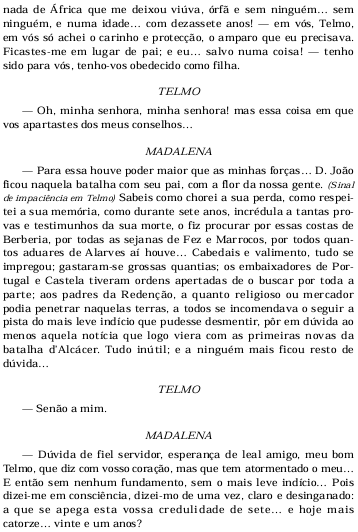 nada de África que me deixou viúva, órfã e sem ninguém... sem
ninguém, e numa idade... com dezassete anos! — em vós, Telmo,
em vós só achei o carinho e protecção, o amparo que eu precisava.
Ficastes-me em lugar de pai; e eu... salvo numa coisa! — tenho
sido para vós, tenho-vos obedecido como filha.
TELMO
— Oh, minha senhora, minha senhora! mas essa coisa em que
vos apartastes dos meus conselhos...
MADALENA
— Para essa houve poder maior que as minhas forças... D. João
ficou naquela batalha com seu pai, com a flor da nossa gente. (Sinal
de impaciência em Telmo) Sabeis como chorei a sua perda, como respei-
tei a sua memória, como durante sete anos, incrédula a tantas pro-
vas e testimunhos da sua morte, o fiz procurar por essas costas de
Berberia, por todas as sejanas de Fez e Marrocos, por todos quan-
tos aduares de Alarves aí houve... Cabedais e valimento, tudo se
impregou; gastaram-se grossas quantias; os embaixadores de Por-
tugal e Castela tiveram ordens apertadas de o buscar por toda a
parte; aos padres da Redenção, a quanto religioso ou mercador
podia penetrar naquelas terras, a todos se incomendava o seguir a
pista do mais leve indício que pudesse desmentir, pôr em dúvida ao
menos aquela notícia que logo viera com as primeiras novas da
batalha d'Alcácer. Tudo inútil; e a ninguém mais ficou resto de
dúvida...
TELMO
— Senão a mim.
MADALENA
— Dúvida de fiel servidor, esperança de leal amigo, meu bom
Telmo, que diz com vosso coração, mas que tem atormentado o meu...
E então sem nenhum fundamento, sem o mais leve indício... Pois
dizei-me em consciência, dizei-mo de uma vez, claro e desinganado:
a que se apega esta vossa credulidade de sete... e hoje mais
catorze... vinte e um anos?